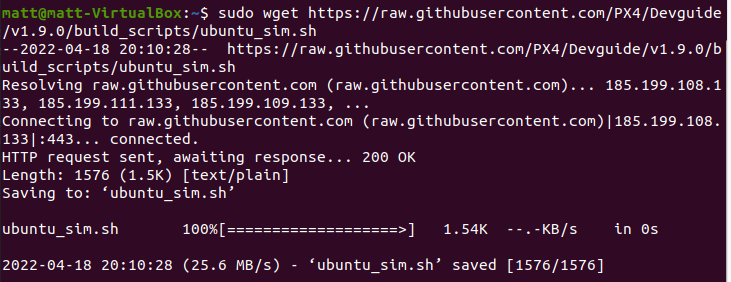 matt@matt-VirtualBox:~$ sudo wget https://raw.githubusercontent.com/PX4/Devguide
/v1.9.0/build_scripts/ubuntu_sim.sh
--2022-04-18 20:10:28--  https://raw.githubusercontent.com/PX4/Devguide/v1.9.0/b
uild_scripts/ubuntu_sim.sh
Resolving raw.githubusercontent.com (raw.githubusercontent.com)... 185.199.108.1
33, 185.199.111.133, 185.199.109.133, ...
Connecting to raw.githubusercontent.com (raw.githubusercontent.com)|185.199.108.
133|:443... connected.
HTTP request sent, awaiting response... 200 OK
Length: 1576 (1.5K) [text/plain]
Saving to: ‘ubuntu_sim.sh’
ubuntu_sim.sh       100%[===================>]   1.54K  --.-KB/s    in 0s
2022-04-18 20:10:28 (25.6 MB/s) - ‘ubuntu_sim.sh’ saved [1576/1576]